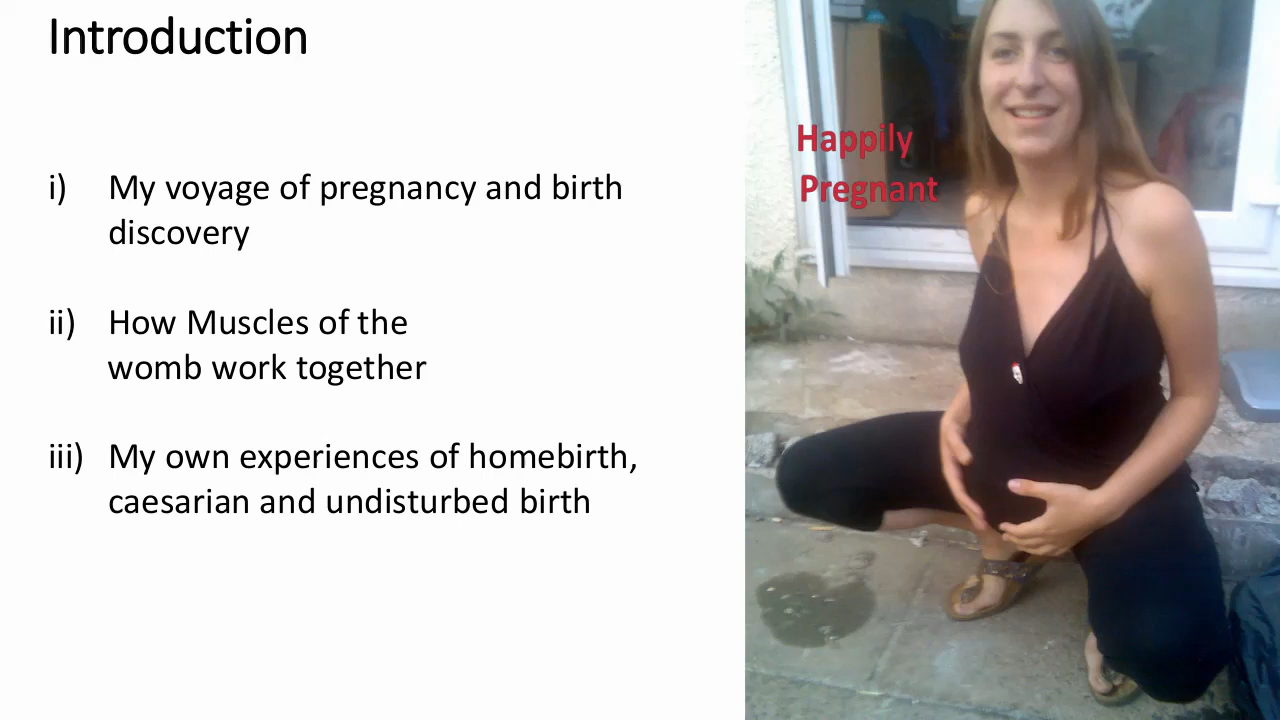 Introduction
i) My voyage of pregnancy and birth
discovery
ii) How Muscles of the
womb work together
iii) My own experiences of homebirth,
caesarian and undisturbed birth
Happily
Pregnant